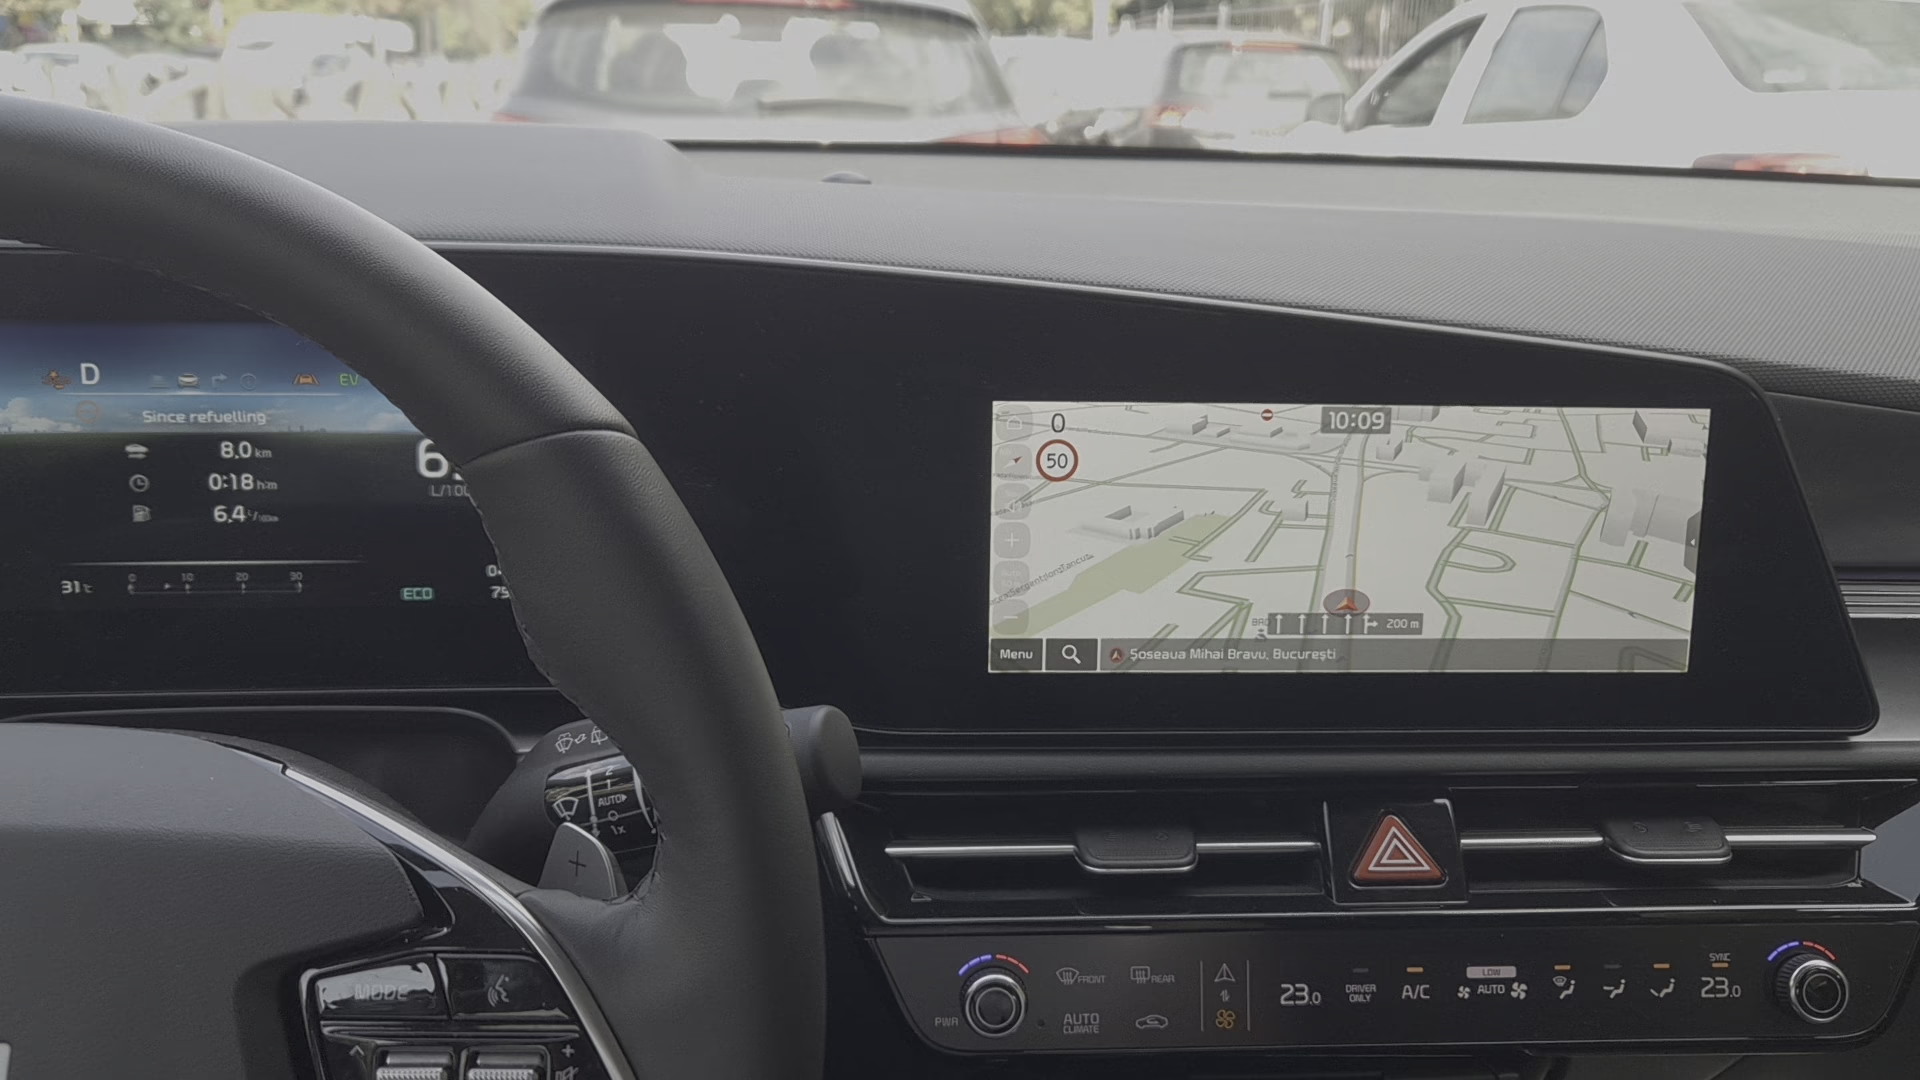 D
EV
Since refuelling
8.0 km
0:18 h:m
6.4
L/100
31°c
0 10 20 30
ECO
0
50
10:09
200 m
Menu
Șoseaua Mihai Bravu, București
AUTO
1x
+
MODE
FRONT
REAR
PWR
AUTO CLIMATE
23.0
DRIVER ONLY
A/C
LOW
AUTO
SYNC
23.0